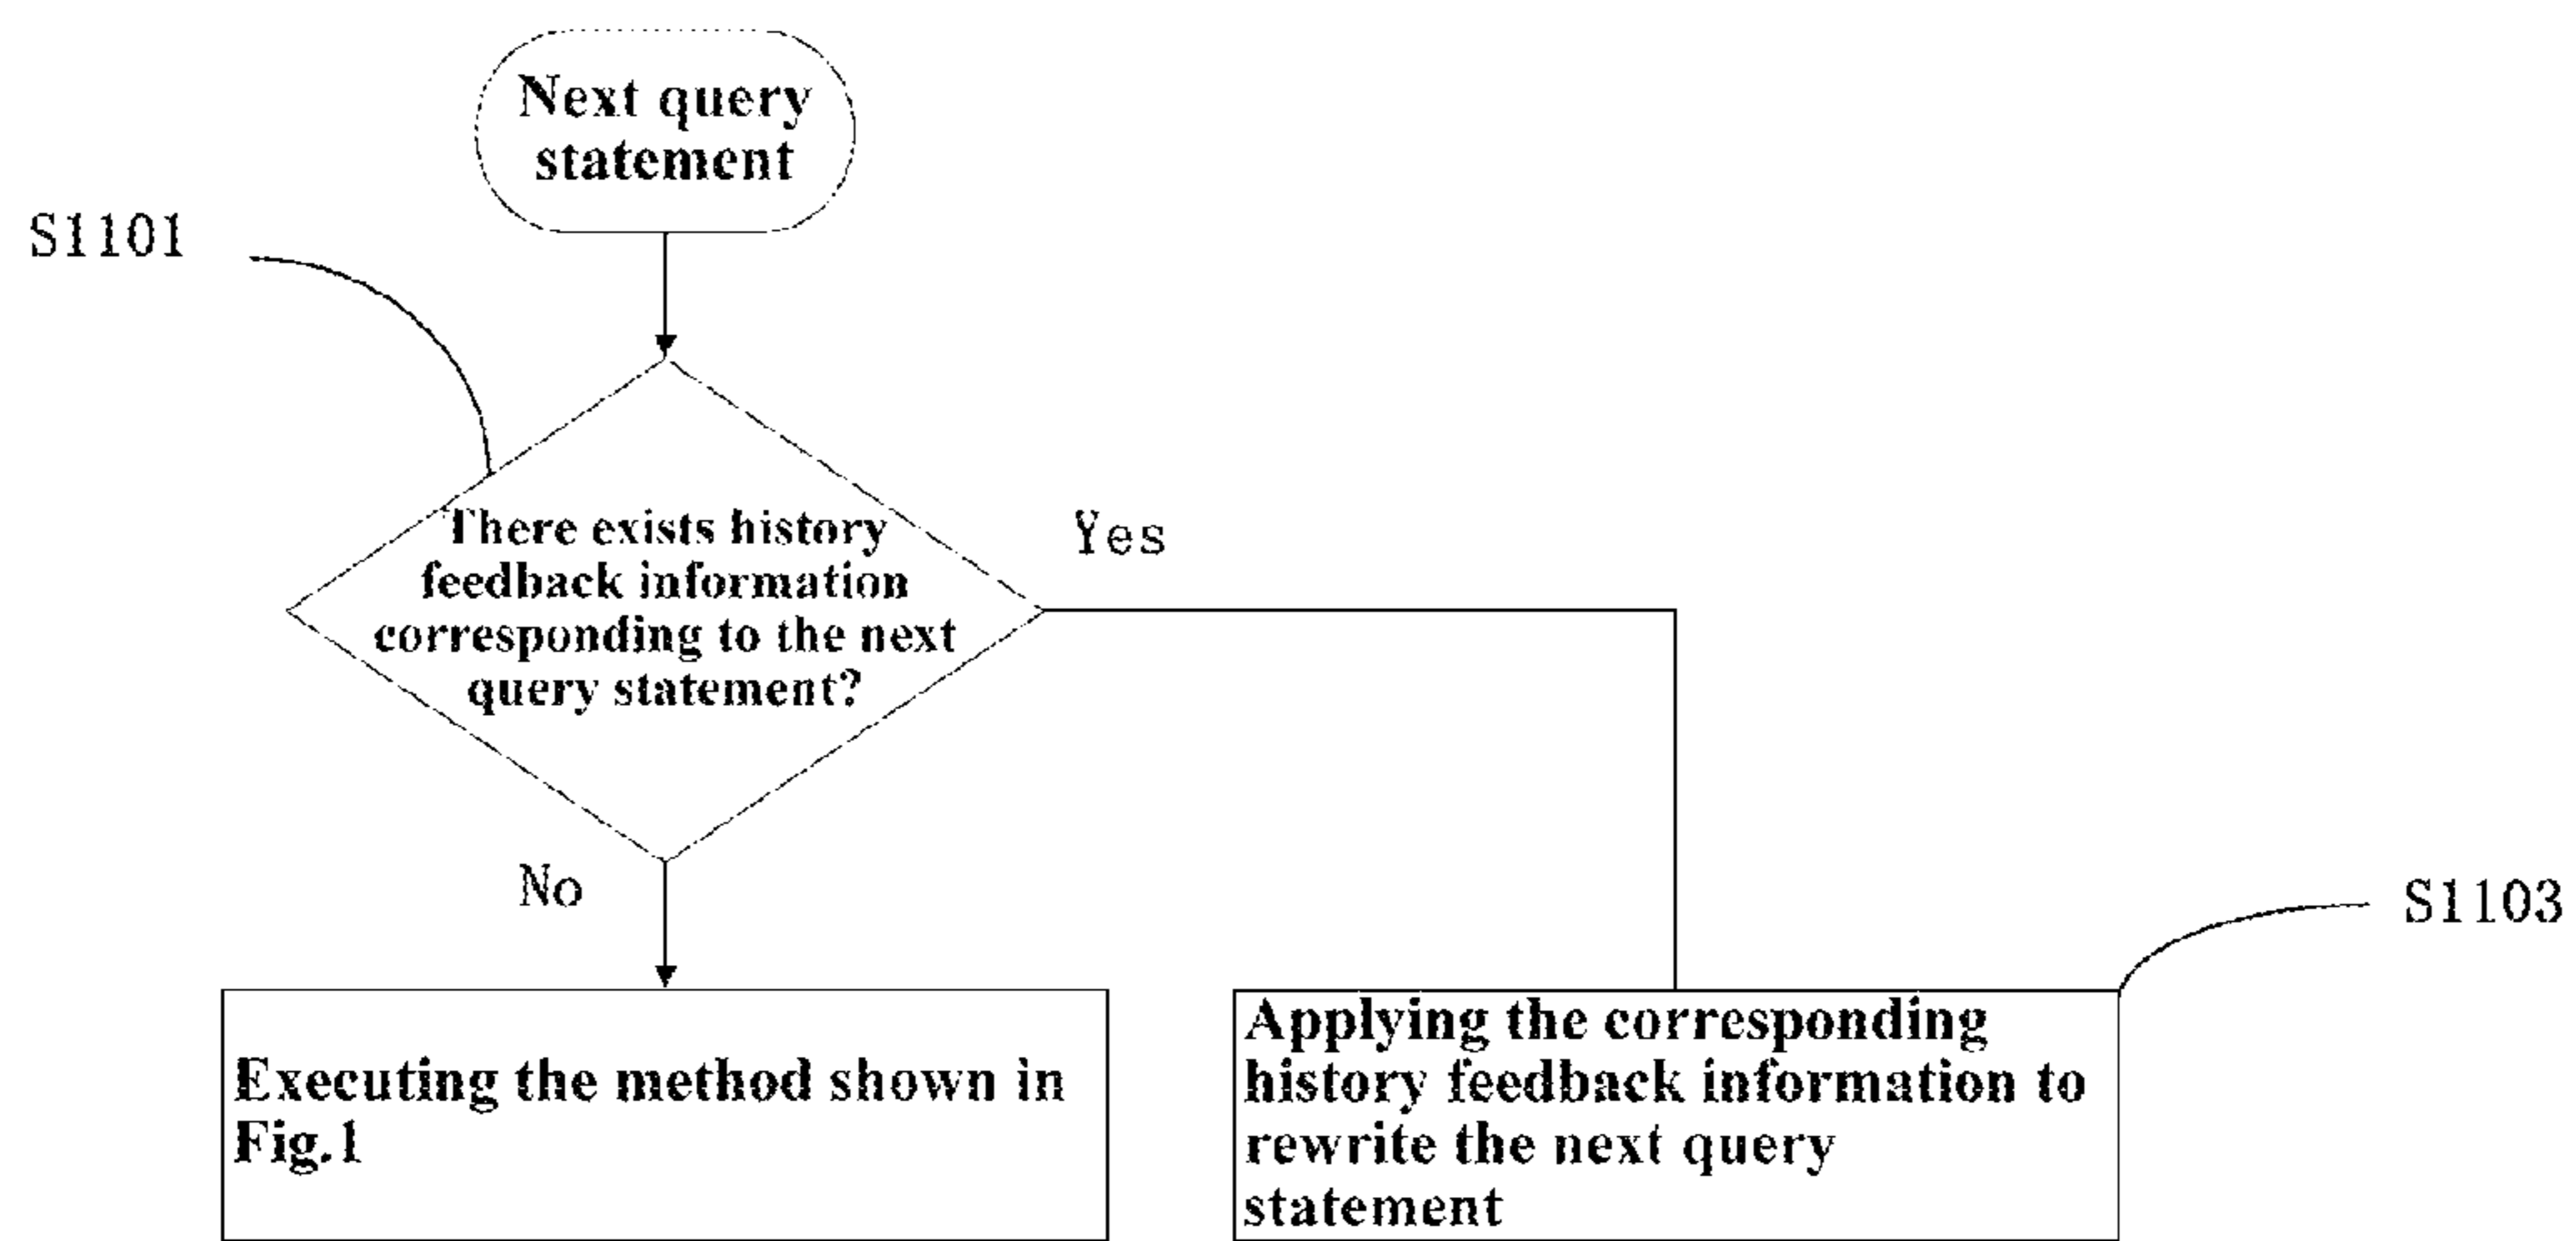 Next query
statement
S1101
There exists history
feedback information
corresponding to the next
query statement?
Yes
No
S1103
Executing the method shown in
Fig.1
Applying the corresponding
history feedback information to
rewrite the next query
statement